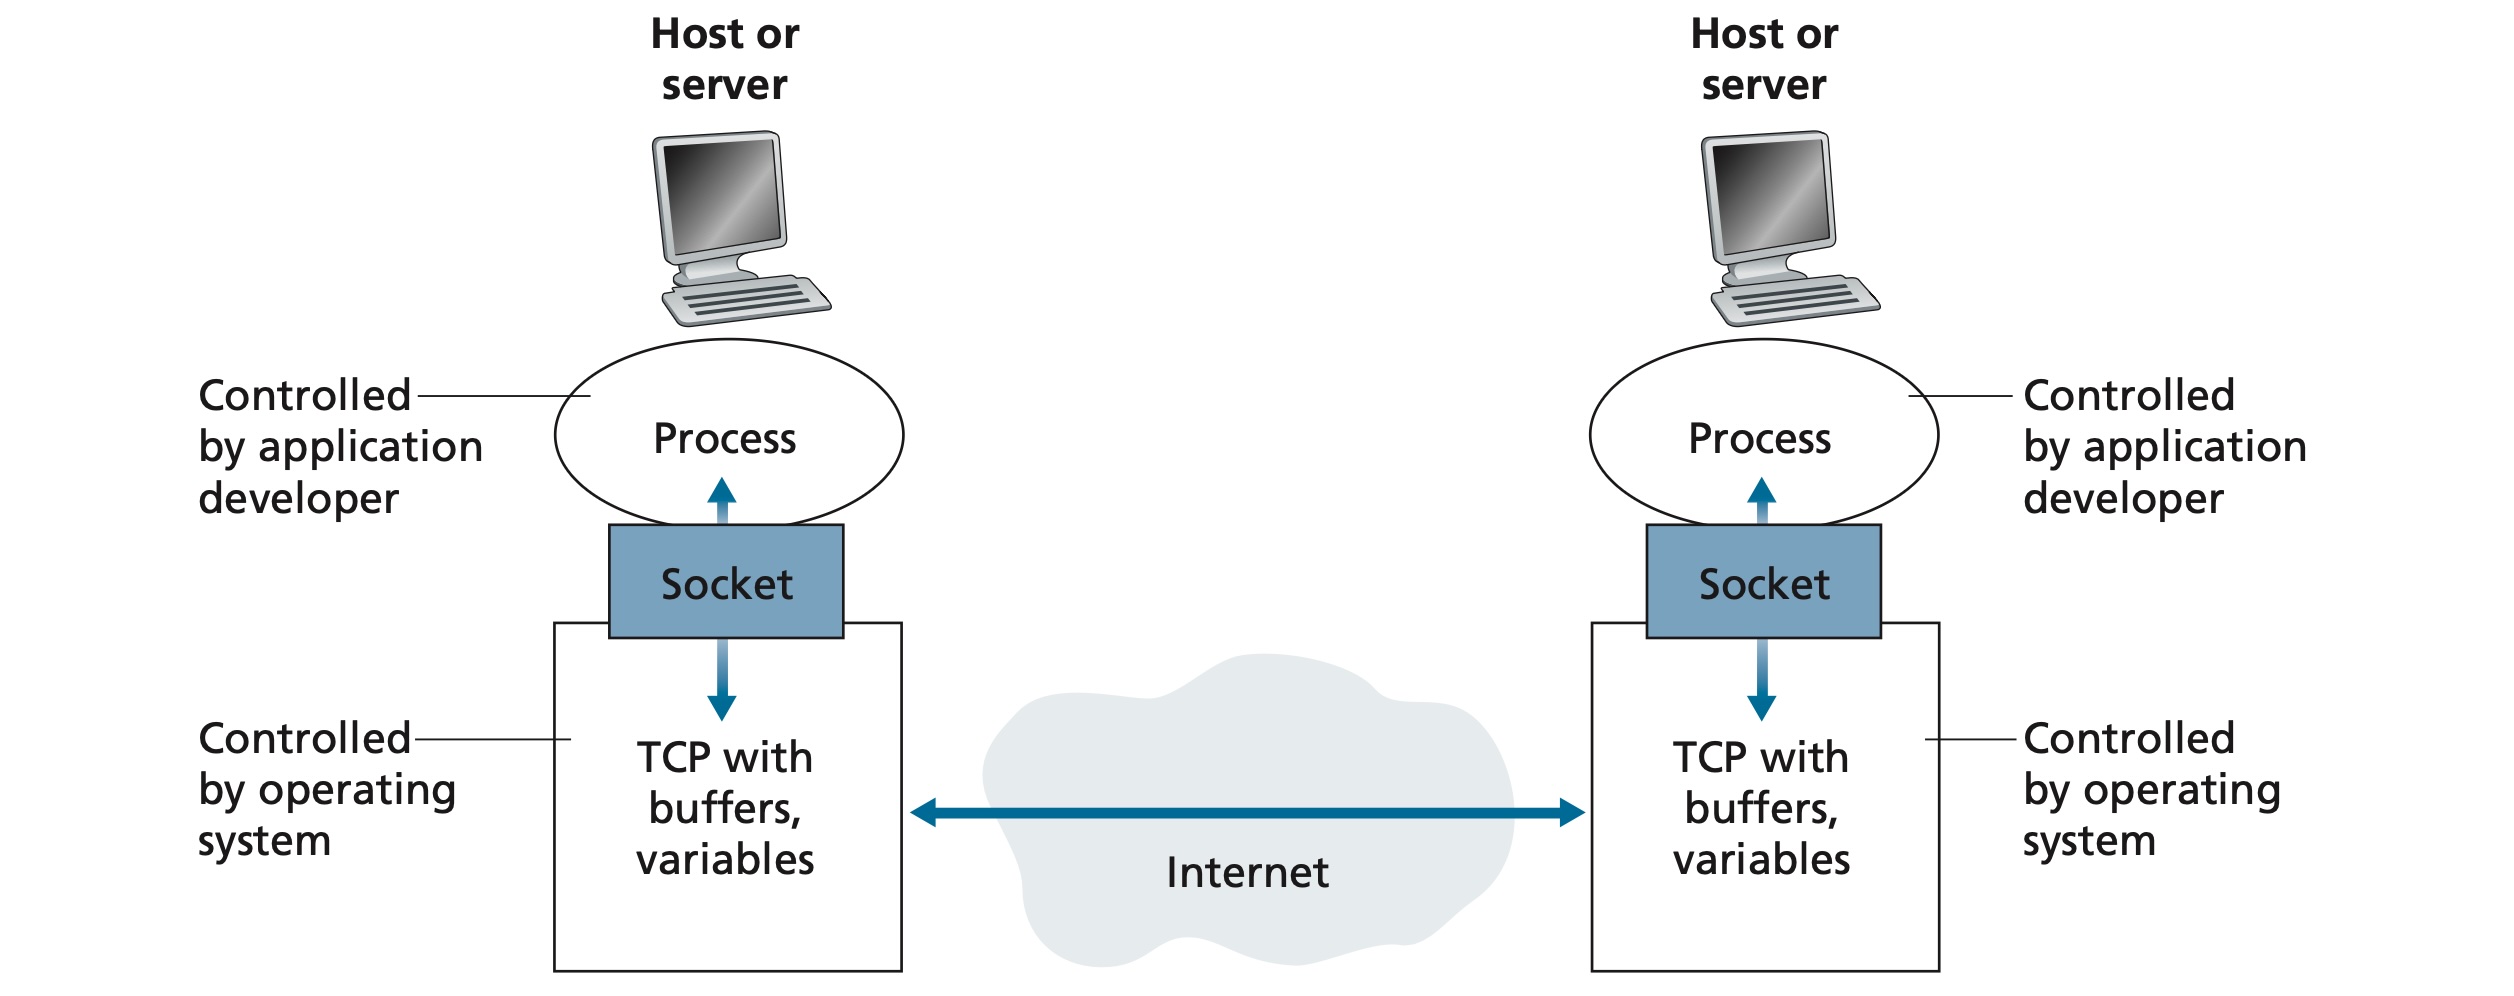 Host or
server
Host or
server
Controlled
by application
developer
Process
Process
Controlled
by application
developer
Socket
Socket
Controlled
by operating
system
TCP with
buffers,
variables
Internet
TCP with
buffers,
variables
Controlled
by operating
system